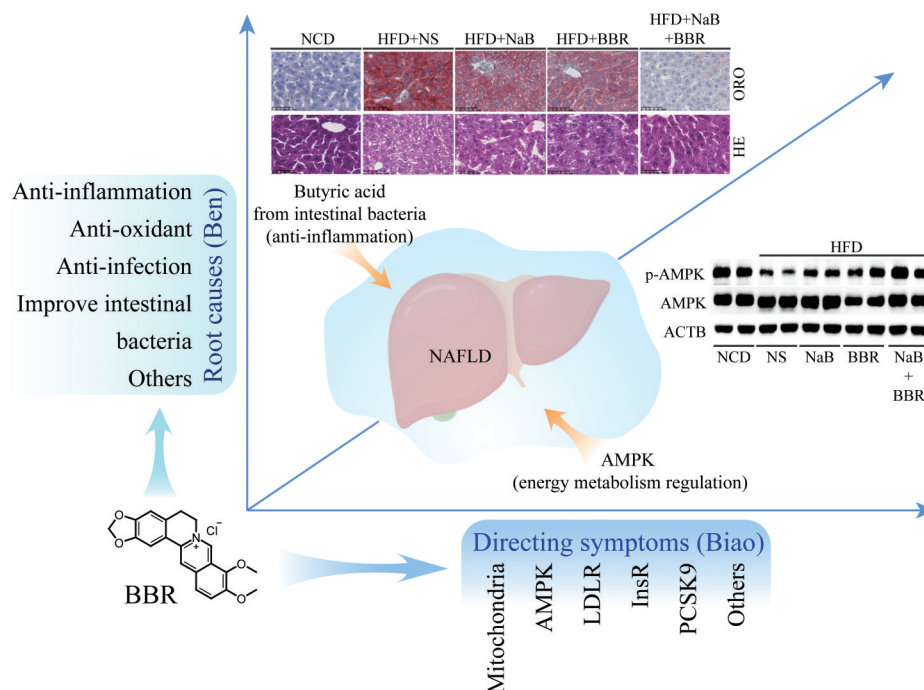 HFD+NaB
NCD HFD+NS HFD+NaB HFD+BBR +BBR
ORO
HE
Butyric acid
from intestinal bacteria
(anti-inflammation)
Anti-inflammation
Anti-oxidant
Anti-infection
Improve intestinal
bacteria
Others
Root causes (Ben)
HFD
p-AMPK
AMPK
ACTB
NCD NS NaB BBR NaB
+
BBR
NAFLD
AMPK
(energy metabolism regulation)
O
O
N
+
Cl−
O
O
BBR
Directing symptoms (Biao)
Mitochondria
AMPK
LDLR
InsR
PCSK9
Others